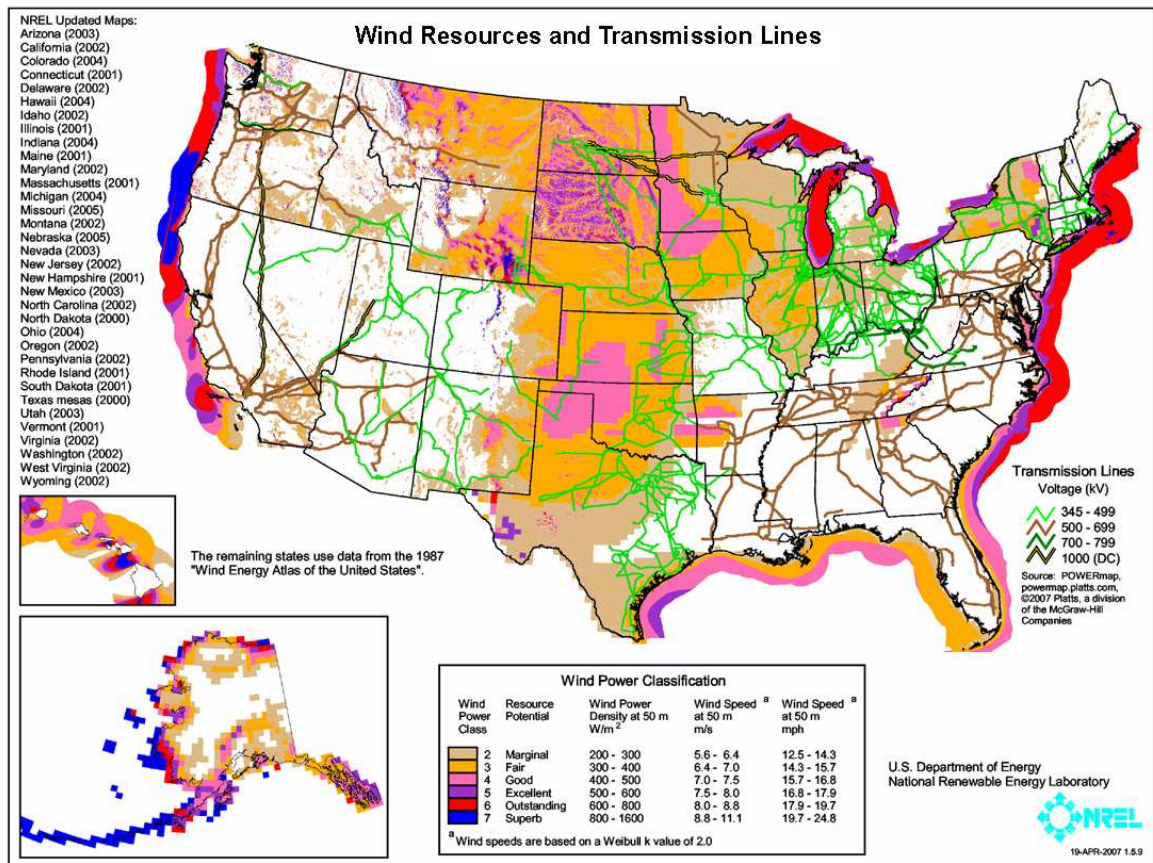 NREL Updated Maps:
Arizona (2003)
California (2002)
Colorado (2004)
Connecticut (2001)
Delaware (2002)
Hawaii (2004)
Idaho (2002)
Illinois (2001)
Indiana (2004)
Maine (2001)
Maryland (2002)
Massachusetts (2001)
Michigan (2004)
Missouri (2005)
Montana (2002)
Nebraska (2005)
Nevada (2003)
New Jersey (2002)
New Hampshire (2001)
New Mexico (2003)
North Carolina (2002)
North Dakota (2000)
Ohio (2004)
Oregon (2002)
Pennsylvania (2002)
Rhode Island (2001)
South Dakota (2001)
Texas mesas (2000)
Utah (2003)
Vermont (2001)
Virginia (2002)
Washington (2002)
West Virginia (2002)
Wyoming (2002)
Wind Resources and Transmission Lines
The remaining states use data from the 1987
"Wind Energy Atlas of the United States".
Transmission Lines
Voltage (kV)
345 - 499
500 - 699
700 - 799
1000 (DC)
Source: POWERmap,
powermap.platts.com,
©2007 Platts, a division
of the McGraw-Hill
Companies
Wind Power Classification
Wind Resource Wind Power Wind Speed a Wind Speed a
Power Potential Density at 50 m at 50 m at 50 m
Class W/m2 m/s mph
2 Marginal 200 - 300 5.6 - 6.4 12.5 - 14.3
3 Fair 300 - 400 6.4 - 7.0 14.3 - 15.7
4 Good 400 - 500 7.0 - 7.5 15.7 - 16.8
5 Excellent 500 - 600 7.5 - 8.0 16.8 - 17.9
6 Outstanding 600 - 800 8.0 - 8.8 17.9 - 19.7
7 Superb 800 - 1600 8.8 - 11.1 19.7 - 24.8
a Wind speeds are based on a Weibull k value of 2.0
U.S. Department of Energy
National Renewable Energy Laboratory
NREL
19-APR-2007 1.5.9